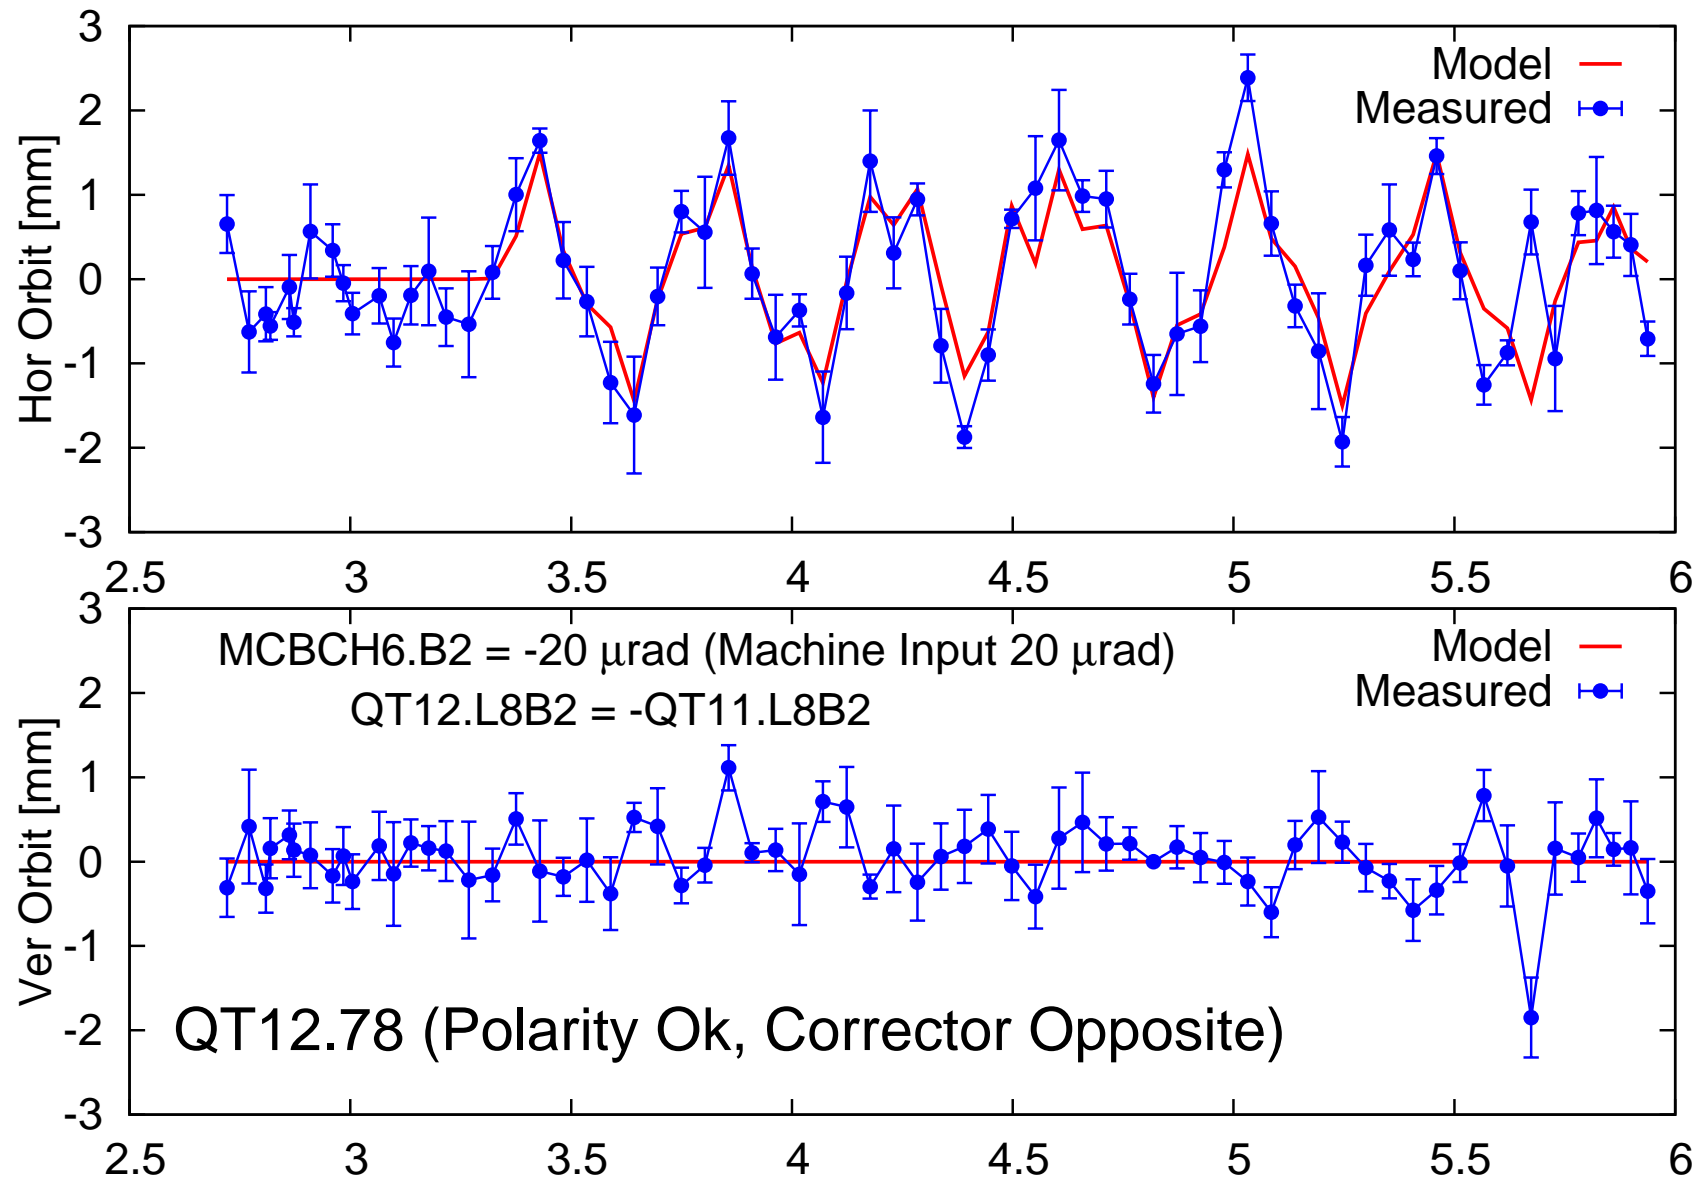 3
2
1
0
-1
-2
-3
Hor Orbit [mm]
Model
Measured
2.5 3 3.5 4 4.5 5 5.5 6
3
2
1
0
-1
-2
-3
Ver Orbit [mm]
MCBCH6.B2 = -20 μrad (Machine Input 20 μrad)
QT12.L8B2 = -QT11.L8B2
Model
Measured
QT12.78 (Polarity Ok, Corrector Opposite)
2.5 3 3.5 4 4.5 5 5.5 6